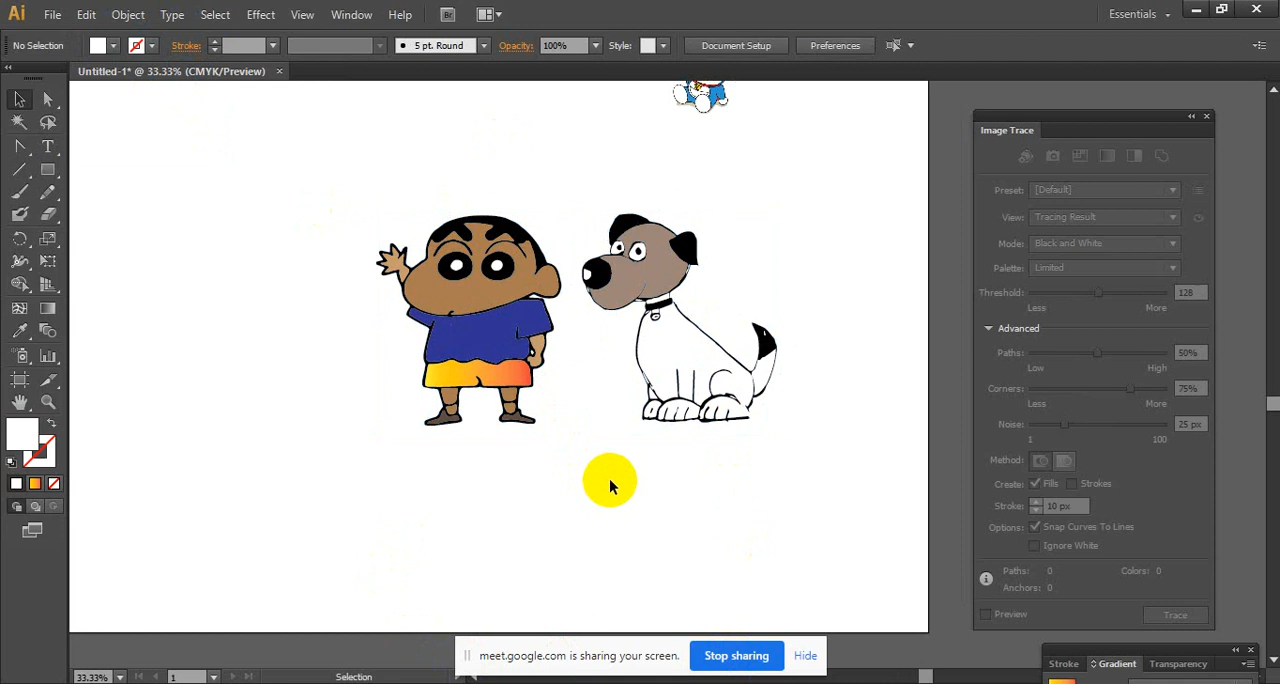 Ai File Edit Object Type Select Effect View Window Help Br Essentials
No Selection Stroke: 5 pt. Round Opacity: 100% Style: Document Setup Preferences
Untitled-1* @ 33.33% (CMYK/Preview)
Image Trace
Preset: [Default]
View: Tracing Result
Mode: Black and White
Palette: Limited
Threshold: 128
Less More
Advanced
Paths: 50%
Low High
Corners: 75%
Less More
Noise: 25 px
1 100
Method:
Create: Fills Strokes
Stroke: 10 px
Options: Snap Curves To Lines
Ignore White
Paths: 0 Colors: 0
Anchors: 0
Preview Trace
meet.google.com is sharing your screen. Stop sharing Hide
Stroke Gradient Transparency
33.33% 1 Selection